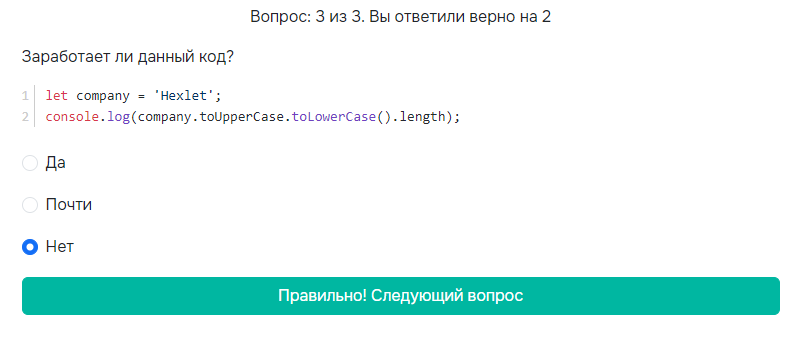 Вопрос: 3 из 3. Вы ответили верно на 2
Заработает ли данный код?
1 let company = 'Hexlet';
2 console.log(company.toUpperCase.toLowerCase().length);
Да
Почти
Нет
Правильно! Следующий вопрос